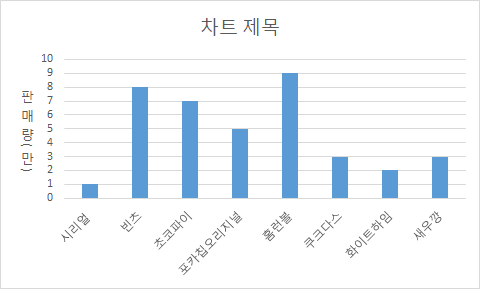 차트 제목
판매량(만)
10
9
8
7
6
5
4
3
2
1
0
시리얼
빈츠
초코파이
포카칩오리지널
홈런볼
쿠크다스
화이트하임
새우깡